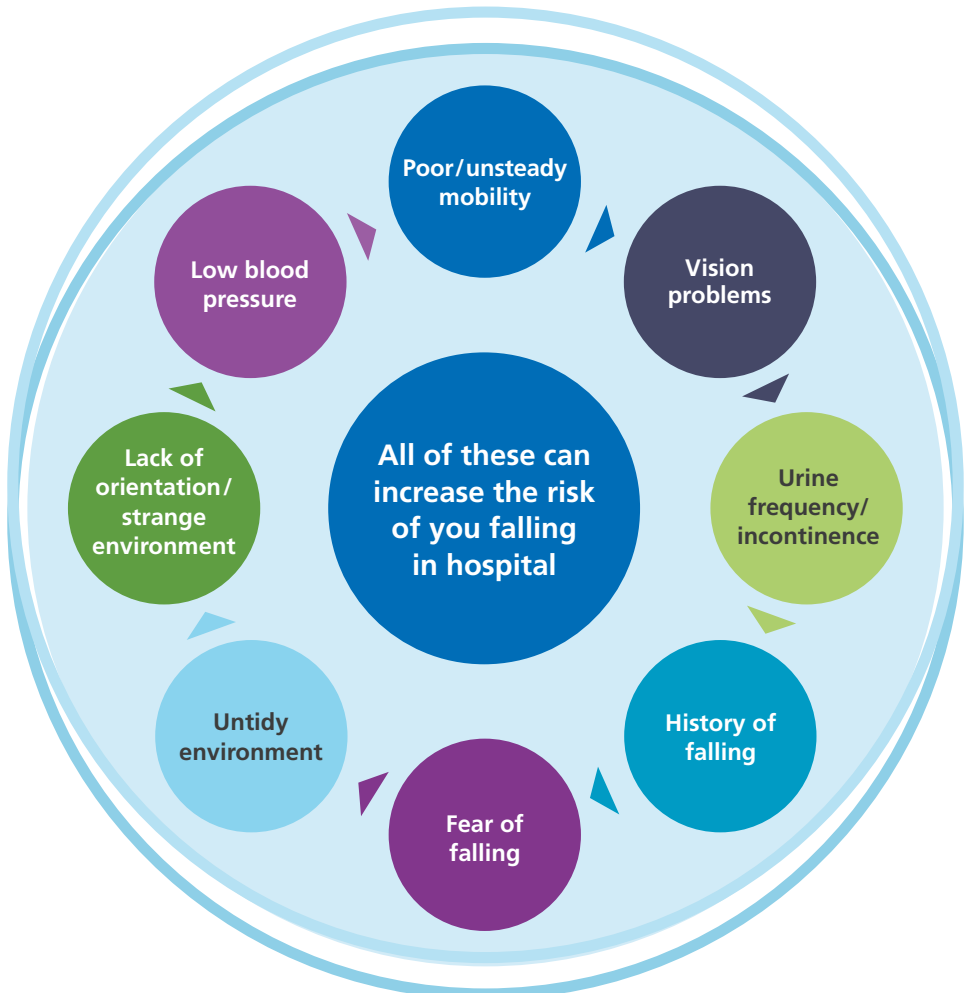 Poor/unsteady
mobility
Vision
problems
Urine
frequency/
incontinence
History of
falling
Fear of
falling
Untidy
environment
Lack of
orientation/
strange
environment
Low blood
pressure
All of these can
increase the risk
of you falling
in hospital